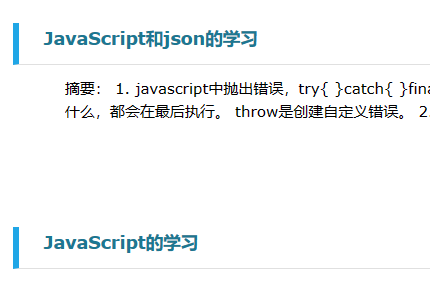 JavaScript和json的学习
摘要： 1. javascript中抛出错误，try{ }catch{ }fina
什么，都会在最后执行。 throw是创建自定义错误。 2.
JavaScript的学习